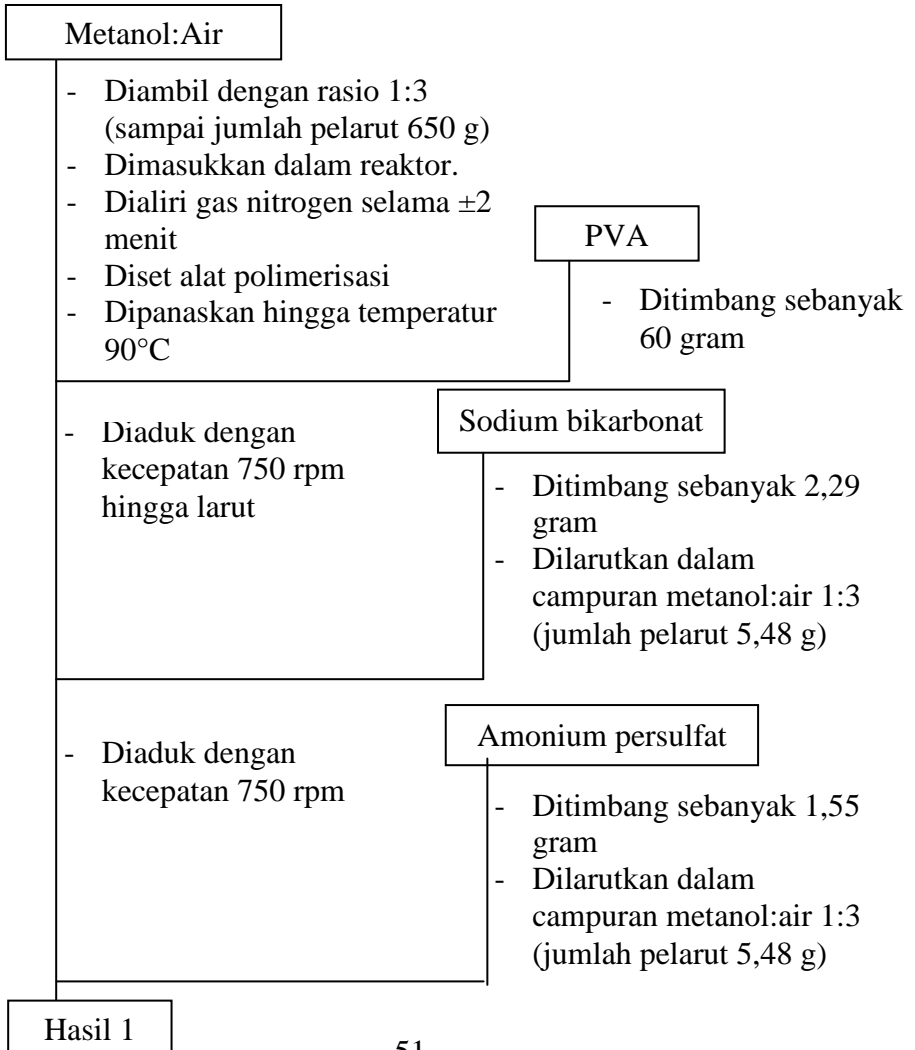 Metanol:Air
- Diambil dengan rasio 1:3
(sampai jumlah pelarut 650 g)
- Dimasukkan dalam reaktor.
- Dialiri gas nitrogen selama ±2
menit
- Diset alat polimerisasi
- Dipanaskan hingga temperatur
90°C
PVA
- Ditimbang sebanyak
60 gram
- Diaduk dengan
kecepatan 750 rpm
hingga larut
Sodium bikarbonat
- Ditimbang sebanyak 2,29
gram
- Dilarutkan dalam
campuran metanol:air 1:3
(jumlah pelarut 5,48 g)
- Diaduk dengan
kecepatan 750 rpm
Amonium persulfat
- Ditimbang sebanyak 1,55
gram
- Dilarutkan dalam
campuran metanol:air 1:3
(jumlah pelarut 5,48 g)
Hasil 1
51